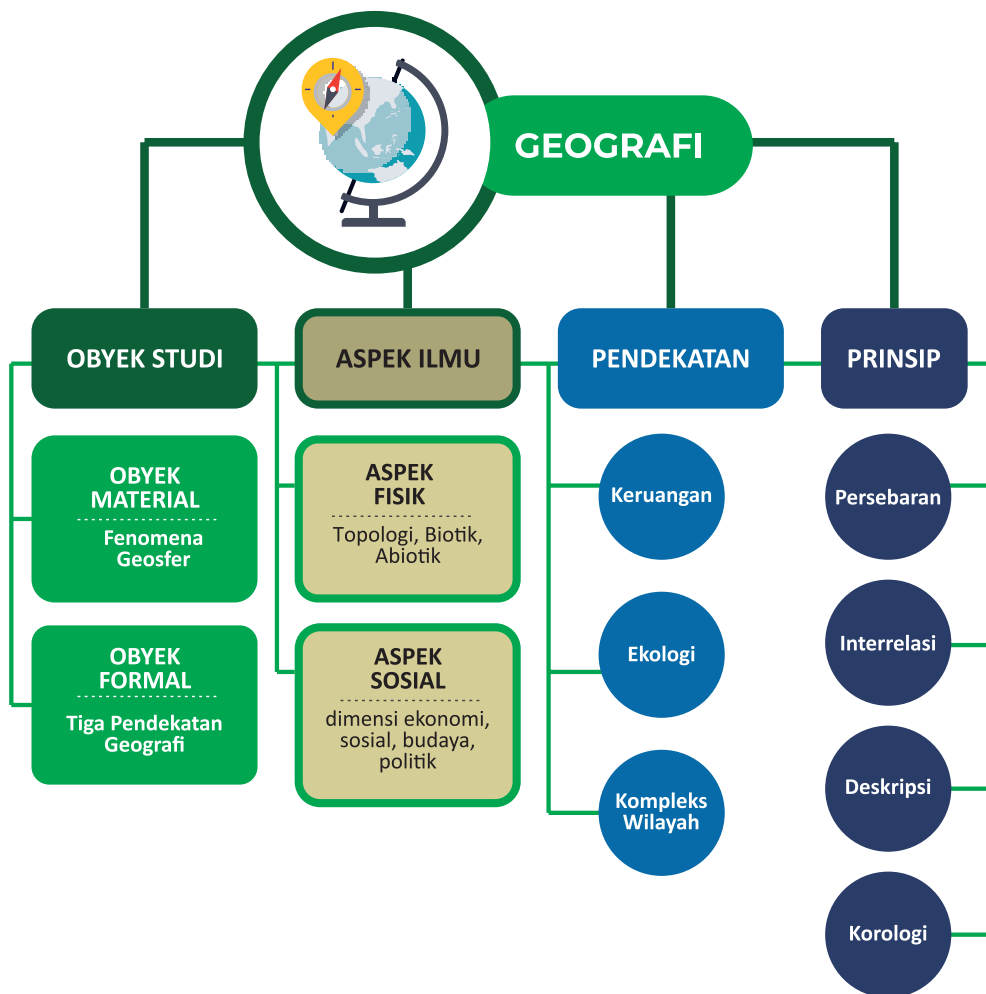 GEOGRAFI
OBYEK STUDI
OBYEK
MATERIAL
Fenomena
Geosfer
OBYEK
FORMAL
Tiga Pendekatan
Geografi
ASPEK ILMU
ASPEK
FISIK
Topologi, Biotik,
Abiotik
ASPEK
SOSIAL
dimensi ekonomi,
sosial, budaya,
politik
PENDEKATAN
Keruangan
Ekologi
Kompleks
Wilayah
PRINSIP
Persebaran
Interrelasi
Deskripsi
Korologi